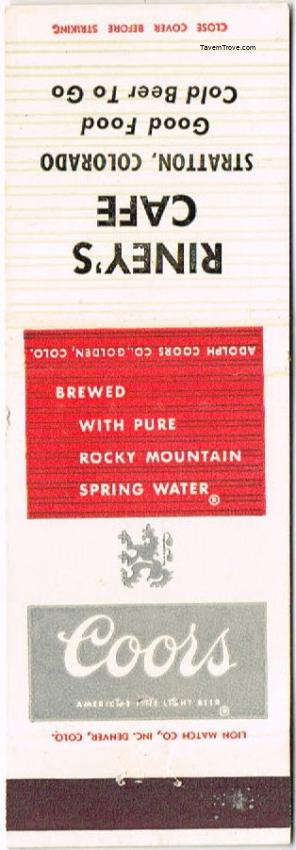 CLOSE COVER BEFORE STRIKING
TavernTrove.com
RINEY'S
CAFE
STRATTON, COLORADO
Good Food
Cold Beer To Go
ADOLPH COORS CO., GOLDEN, COLO.
BREWED
WITH PURE
ROCKY MOUNTAIN
SPRING WATER®
Coors
AMERICA'S FINE LIGHT BEER®
LION MATCH CO., INC. DENVER, COLO.